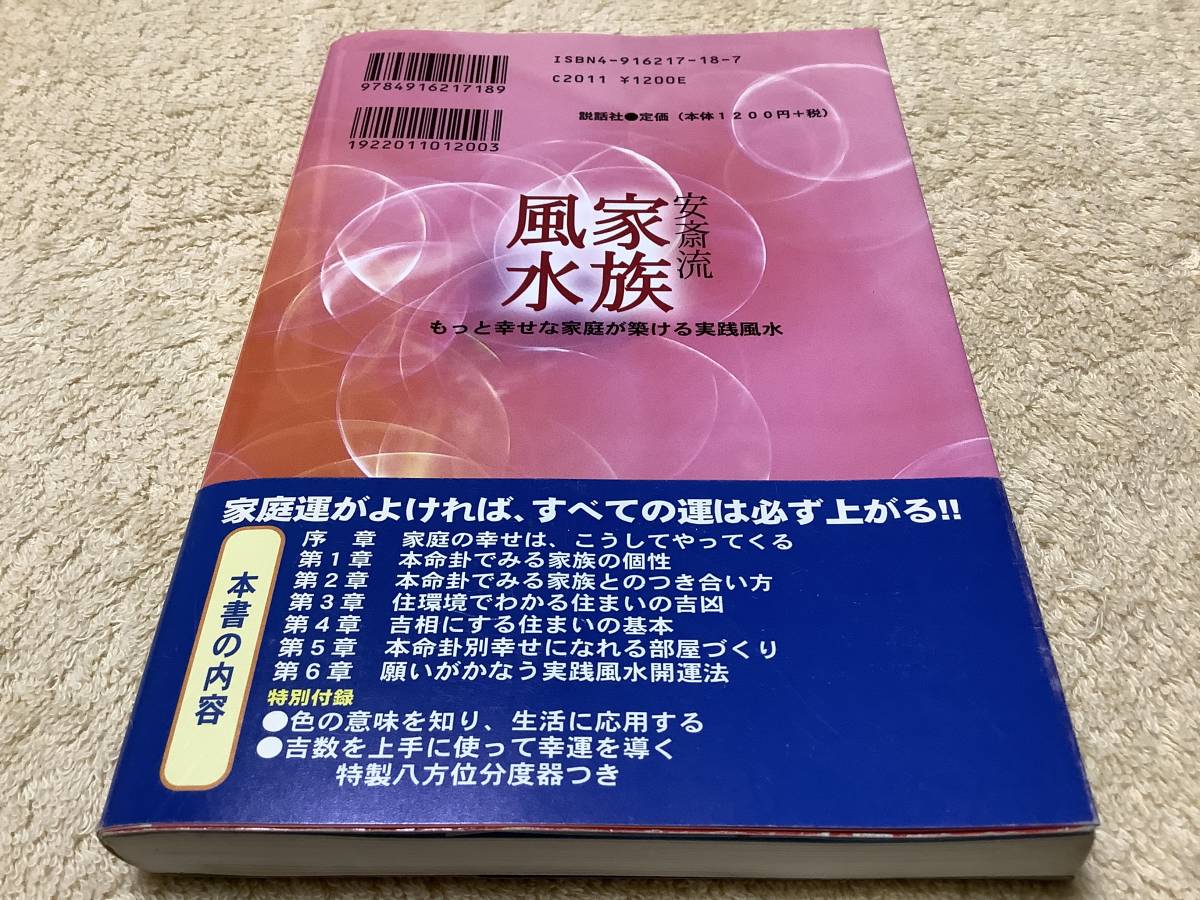 ISBN4-916217-18-7
C2011 ¥1200E
9784916217189
説話社●定価（本体1200円+税）
1922011012003
安斎流
家族
風水
もっと幸せな家庭が築ける実践風水
家庭運がよければ、すべての運は必ず上がる!!
本書の内容
序　章　家庭の幸せは、こうしてやってくる
第1章　本命卦でみる家族の個性
第2章　本命卦でみる家族とのつき合い方
第3章　住環境でわかる住まいの吉凶
第4章　吉相にする住まいの基本
第5章　本命卦別幸せになれる部屋づくり
第6章　願いがかなう実践風水開運法
特別付録
●色の意味を知り、生活に応用する
●吉数を上手に使って幸運を導く
特製八方位分度器つき